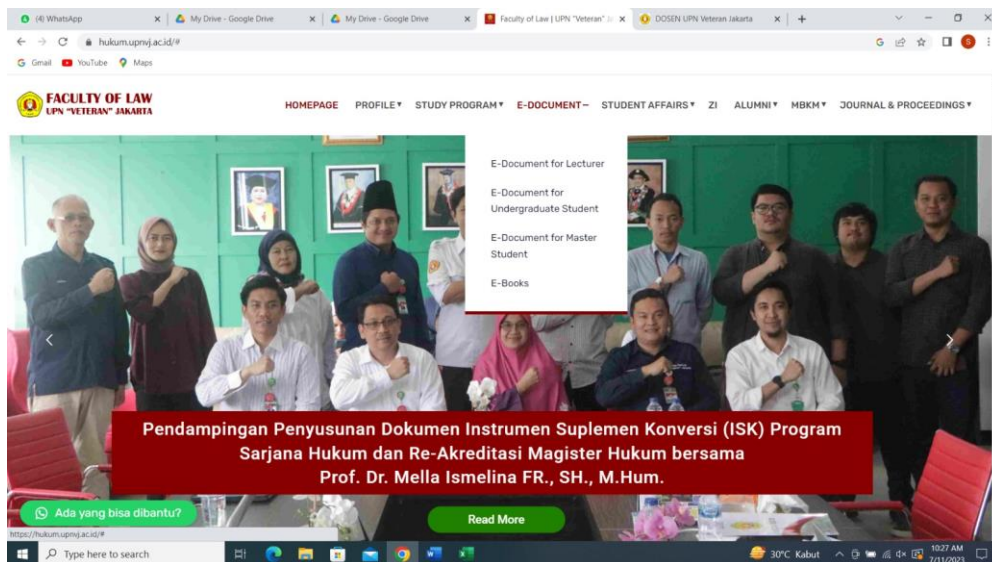 (4) WhatsApp
My Drive - Google Drive
My Drive - Google Drive
Faculty of Law | UPN "Veteran" Ja
DOSEN UPN Veteran Jakarta
hukum.upnvj.ac.id/#
S
Gmail YouTube Maps
FACULTY OF LAW
UPN "VETERAN" JAKARTA
HOMEPAGE PROFILE STUDY PROGRAM E-DOCUMENT STUDENT AFFAIRS ZI ALUMNI MBKM JOURNAL & PROCEEDINGS
E-Document for Lecturer
E-Document for
Undergraduate Student
E-Document for Master
Student
E-Books
Pendampingan Penyusunan Dokumen Instrumen Suplemen Konversi (ISK) Program
Sarjana Hukum dan Re-Akreditasi Magister Hukum bersama
Prof. Dr. Mella Ismelina FR., SH., M.Hum.
Ada yang bisa dibantu?
Read More
https://hukum.upnvj.ac.id/#
Type here to search
30°C Kabut
10:27 AM
7/11/2023